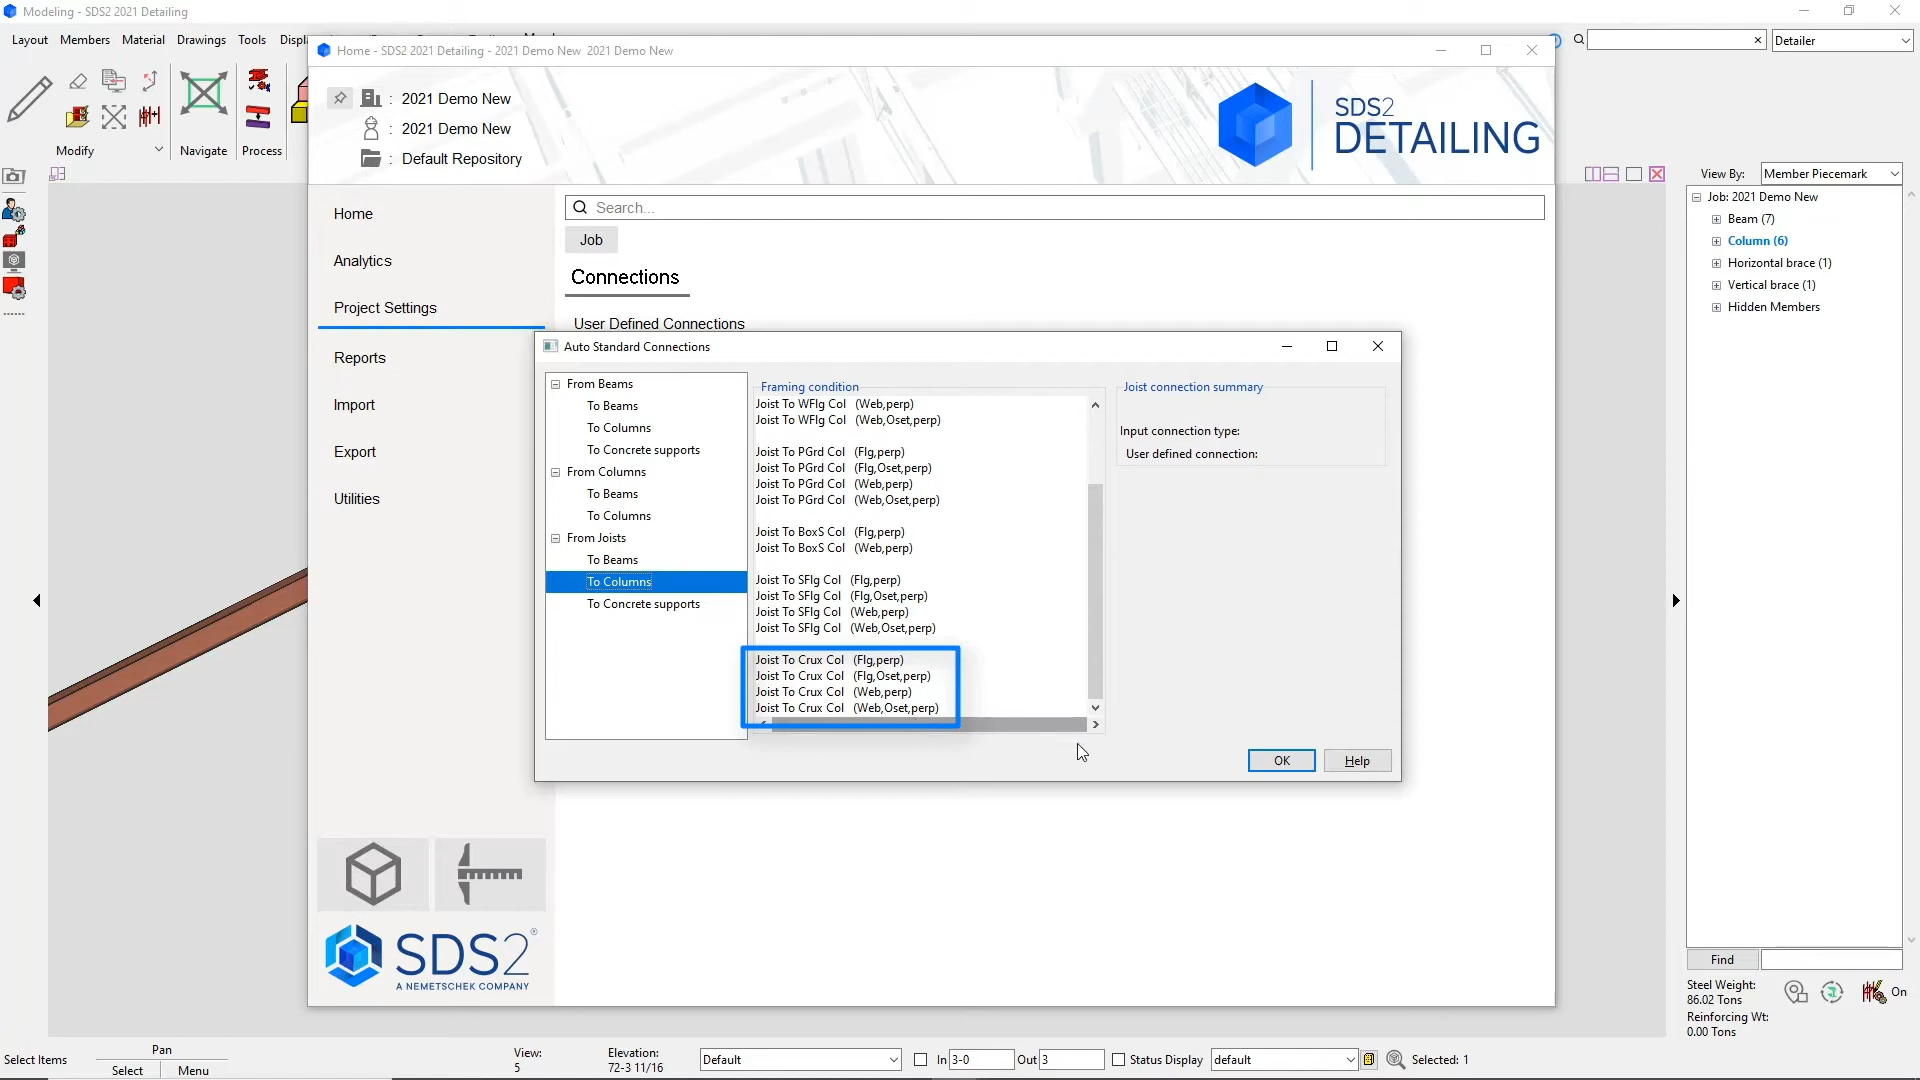 Modeling - SDS2 2021 Detailing
Layout Members Material Drawings Tools Displ
Detailer
Home - SDS2 2021 Detailing - 2021 Demo New 2021 Demo New
: 2021 Demo New
: 2021 Demo New
: Default Repository
SDS2
DETAILING
Modify
Navigate
Process
View By:
Member Piecemark
Job: 2021 Demo New
Beam (7)
Column (6)
Horizontal brace (1)
Vertical brace (1)
Hidden Members
Home
Analytics
Project Settings
Reports
Import
Export
Utilities
Search...
Job
Connections
User Defined Connections
Auto Standard Connections
From Beams
To Beams
To Columns
To Concrete supports
From Columns
To Beams
To Columns
From Joists
To Beams
To Columns
To Concrete supports
Framing condition
Joist To WFlg Col (Web,perp)
Joist To WFlg Col (Web,Oset,perp)
Joist To PGrd Col (Flg,perp)
Joist To PGrd Col (Flg,Oset,perp)
Joist To PGrd Col (Web,perp)
Joist To PGrd Col (Web,Oset,perp)
Joist To BoxS Col (Flg,perp)
Joist To BoxS Col (Web,perp)
Joist To SFlg Col (Flg,perp)
Joist To SFlg Col (Flg,Oset,perp)
Joist To SFlg Col (Web,perp)
Joist To SFlg Col (Web,Oset,perp)
Joist To Crux Col (Flg,perp)
Joist To Crux Col (Flg,Oset,perp)
Joist To Crux Col (Web,perp)
Joist To Crux Col (Web,Oset,perp)
Joist connection summary
Input connection type:
User defined connection:
OK
Help
SDS2®
A NEMETSCHEK COMPANY
Find
Steel Weight:
86.02 Tons
Reinforcing Wt:
0.00 Tons
On
Select Items
Pan
Select
Menu
View:
5
Elevation:
72-3 11/16
Default
In 3-0
Out 3
Status Display
default
Selected: 1